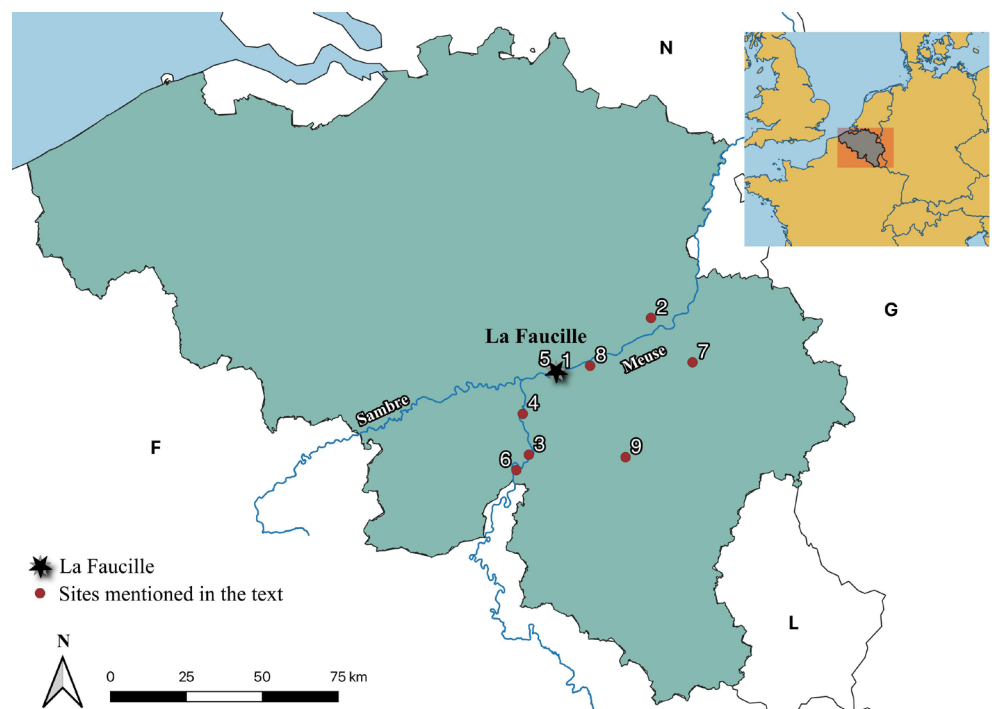 N
La Faucille
2
5
1
8
Meuse
7
Sambre
4
3
6
9
F
G
L
La Faucille
Sites mentioned in the text
N
0 25 50 75 km